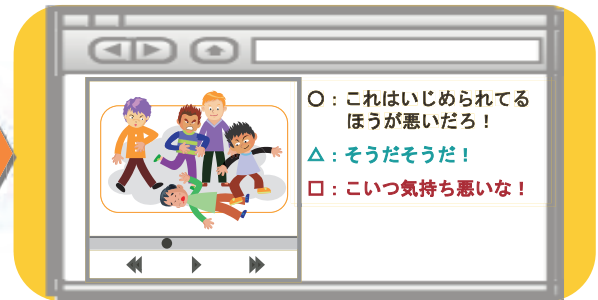 ○：これはいじめられてる
ほうが悪いだろ！
△：そうだそうだ！
□：こいつ気持ち悪いな！